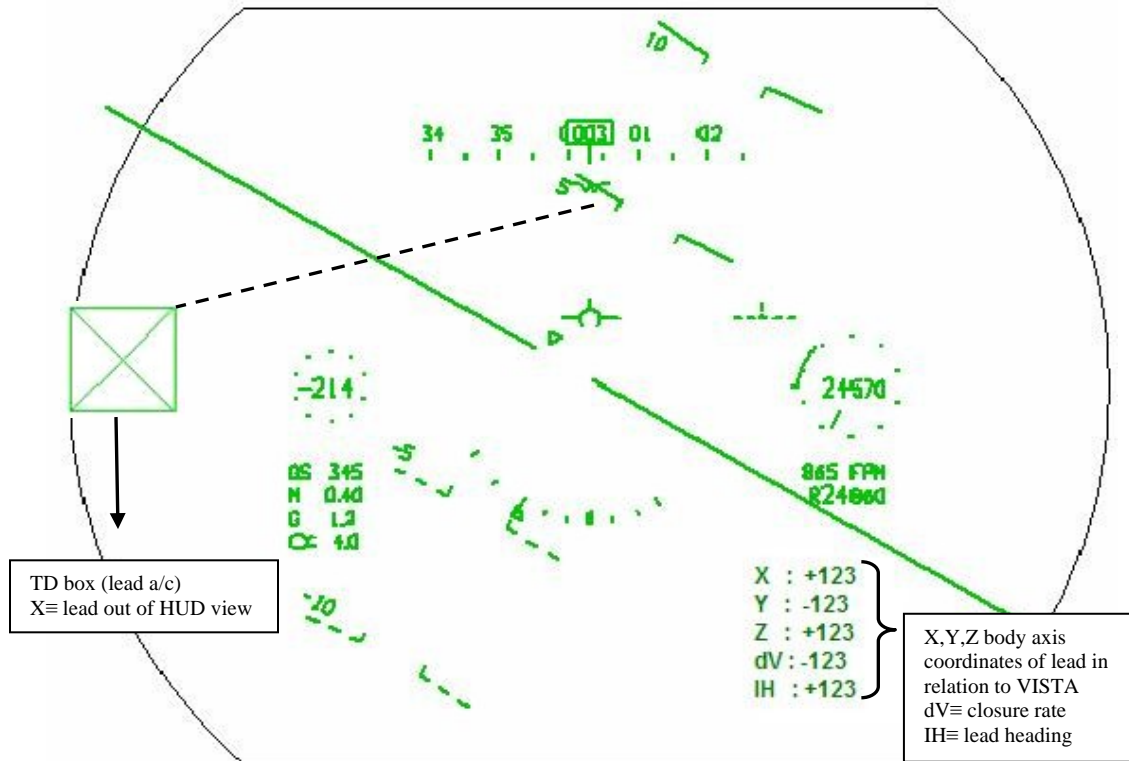 10
34 35 003 01 02
5
-214
24570
-5
GS 345
M 0.40
G 1.2
α 4.0
865 FPM
-10
X : +123
Y : -123
Z : +123
dV : -123
IH : +123
TD box (lead a/c)
X≡ lead out of HUD view
X,Y,Z body axis
coordinates of lead in
relation to VISTA
dV≡ closure rate
IH≡ lead heading